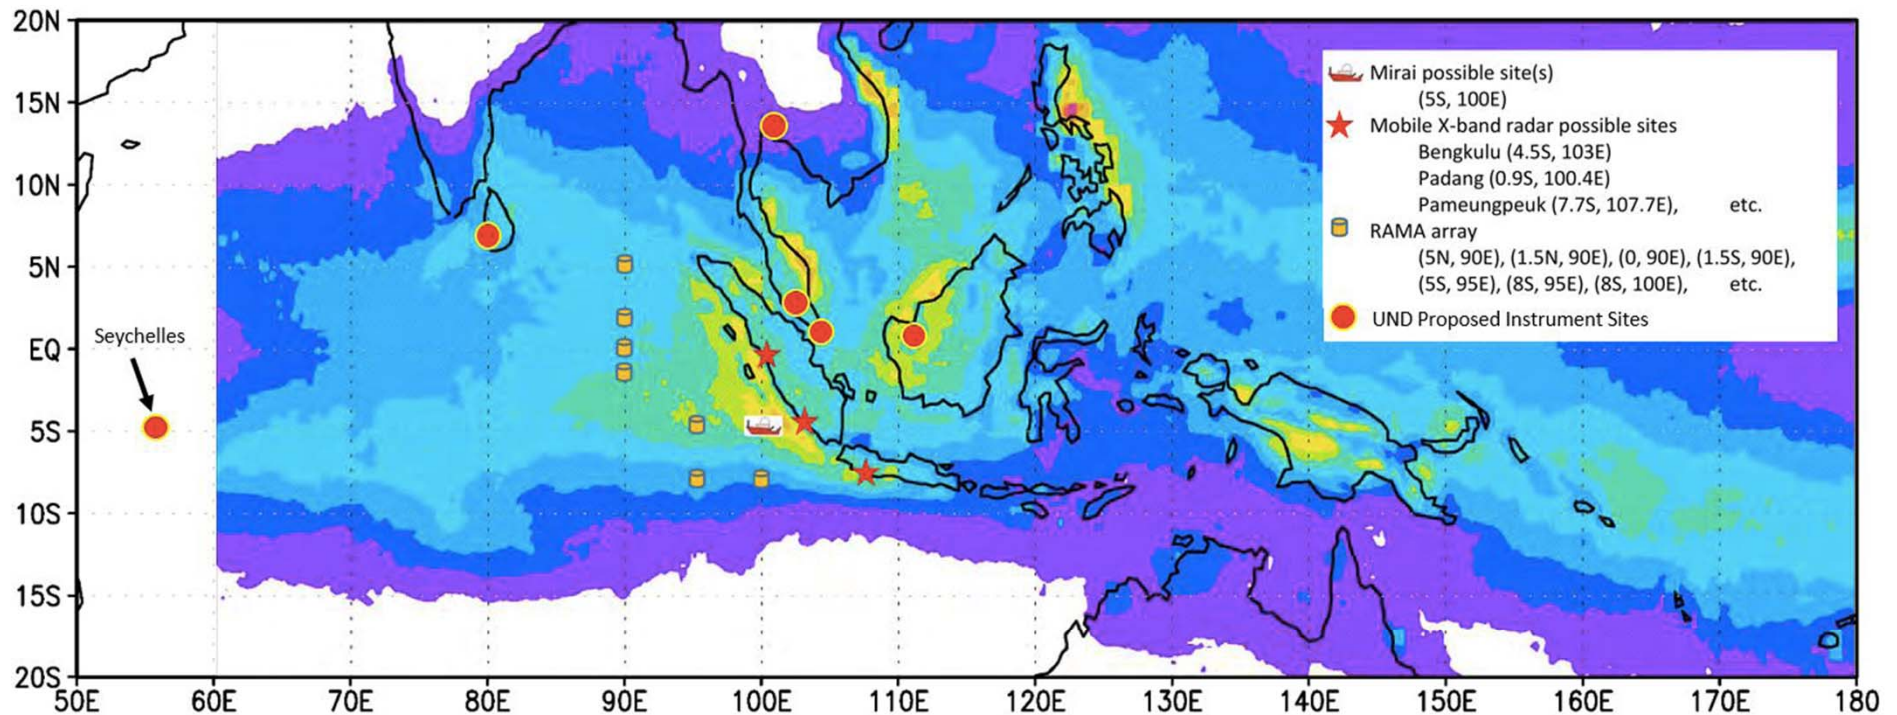 20N
15N
10N
5N
EQ
5S
10S
15S
20S
50E 60E 70E 80E 90E 100E 110E 120E 130E 140E 150E 160E 170E 180
Seychelles
Mirai possible site(s)
(5S, 100E)
Mobile X-band radar possible sites
Bengkulu (4.5S, 103E)
Padang (0.9S, 100.4E)
Pameungpeuk (7.7S, 107.7E), etc.
RAMA array
(5N, 90E), (1.5N, 90E), (0, 90E), (1.5S, 90E),
(5S, 95E), (8S, 95E), (8S, 100E), etc.
UND Proposed Instrument Sites